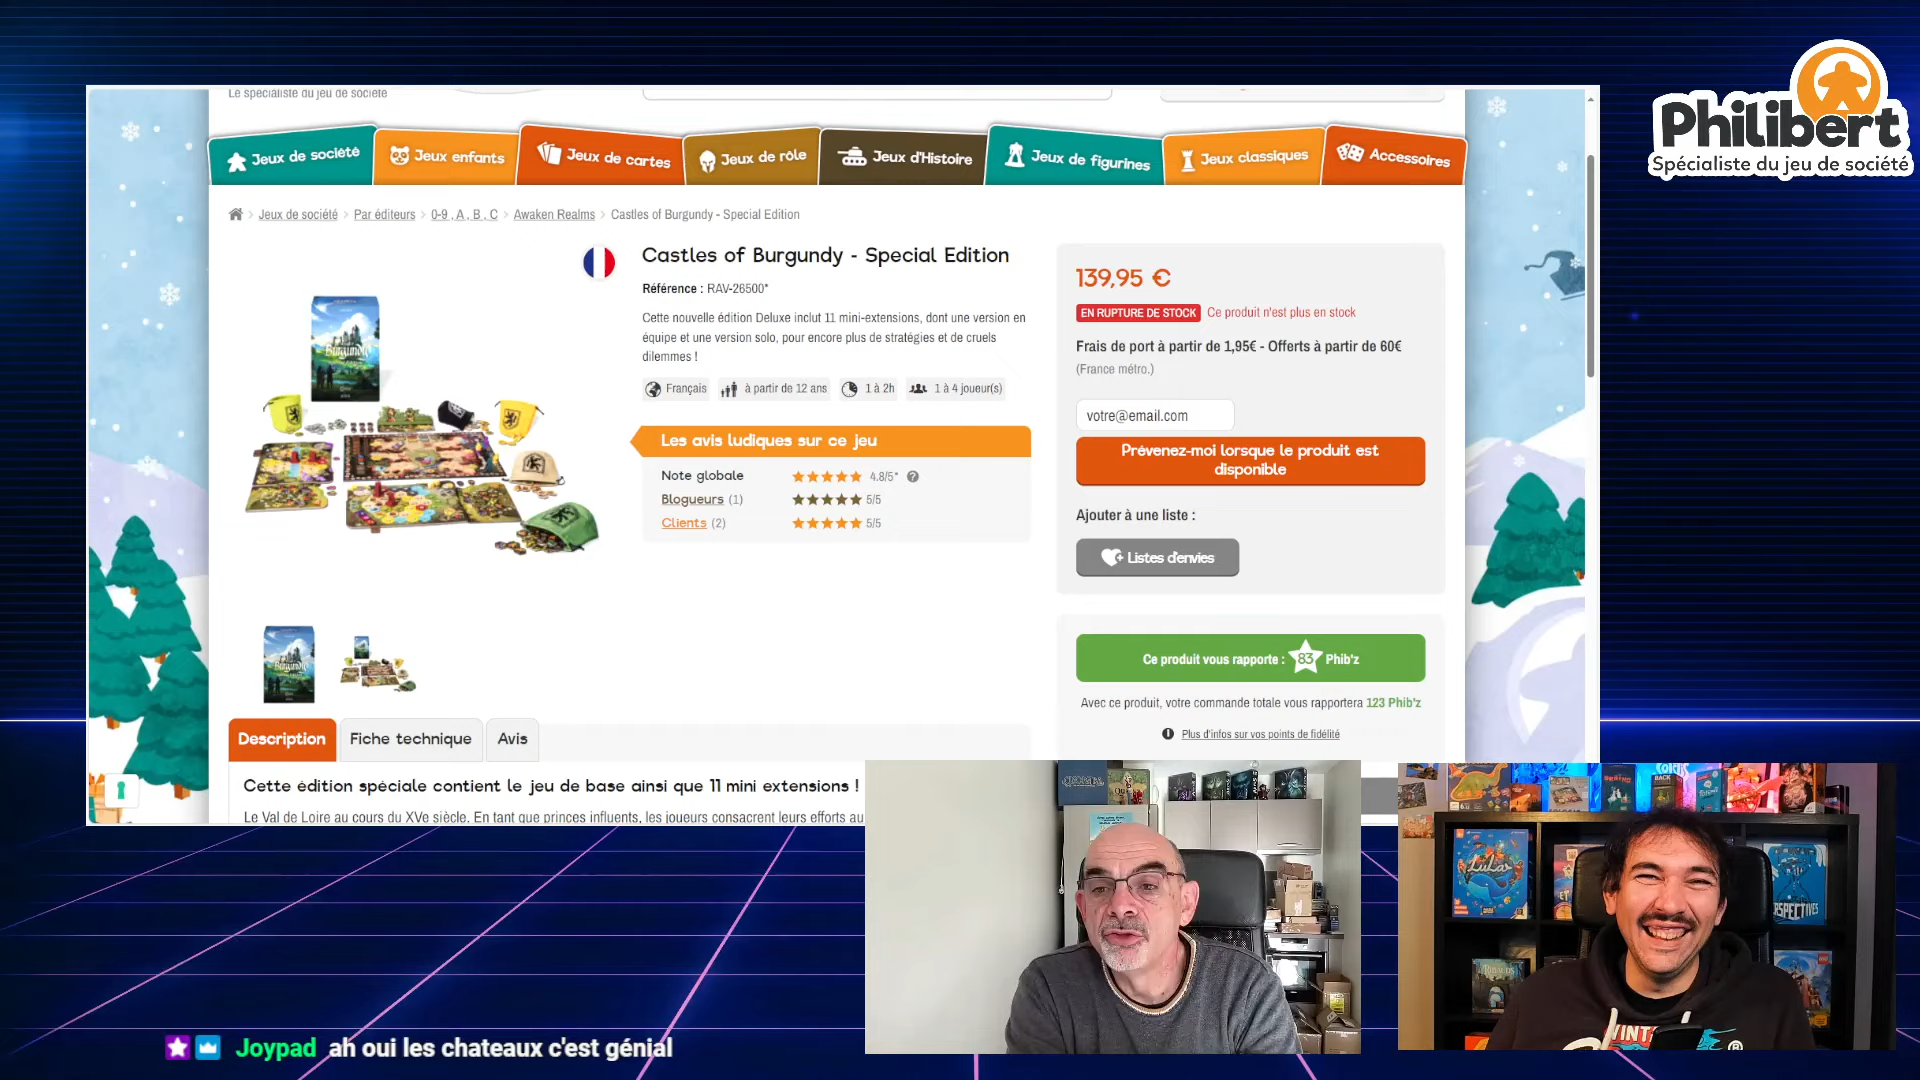 Le spécialiste du jeu de société
Philibert
Spécialiste du jeu de société
Jeux de société
Jeux enfants
Jeux de cartes
Jeux de rôle
Jeux d'Histoire
Jeux de figurines
Jeux classiques
Accessoires
Jeux de société > Par éditeurs > 0-9 , A , B , C > Awaken Realms > Castles of Burgundy - Special Edition
Castles of Burgundy - Special Edition
Référence : RAV-26500*
Cette nouvelle édition Deluxe inclut 11 mini-extensions, dont une version en
équipe et une version solo, pour encore plus de stratégies et de cruels
dilemmes !
Français
à partir de 12 ans
1 à 2h
1 à 4 joueur(s)
Les avis ludiques sur ce jeu
Note globale 4.8/5*
Blogueurs (1) 5/5
Clients (2) 5/5
139,95 €
EN RUPTURE DE STOCK Ce produit n'est plus en stock
Frais de port à partir de 1,95€ - Offerts à partir de 60€
(France métro.)
votre@email.com
Prévenez-moi lorsque le produit est
disponible
Ajouter à une liste :
Listes d'envies
Ce produit vous rapporte : 83 Phib'z
Avec ce produit, votre commande totale vous rapportera 123 Phib'z
Plus d'infos sur vos points de fidélité
Burgundy
Description
Fiche technique
Avis
Cette édition spéciale contient le jeu de base ainsi que 11 mini extensions !
Le Val de Loire au cours du XVe siècle. En tant que princes influents, les joueurs consacrent leurs efforts au
Lula
Joypad ah oui les chateaux c'est génial